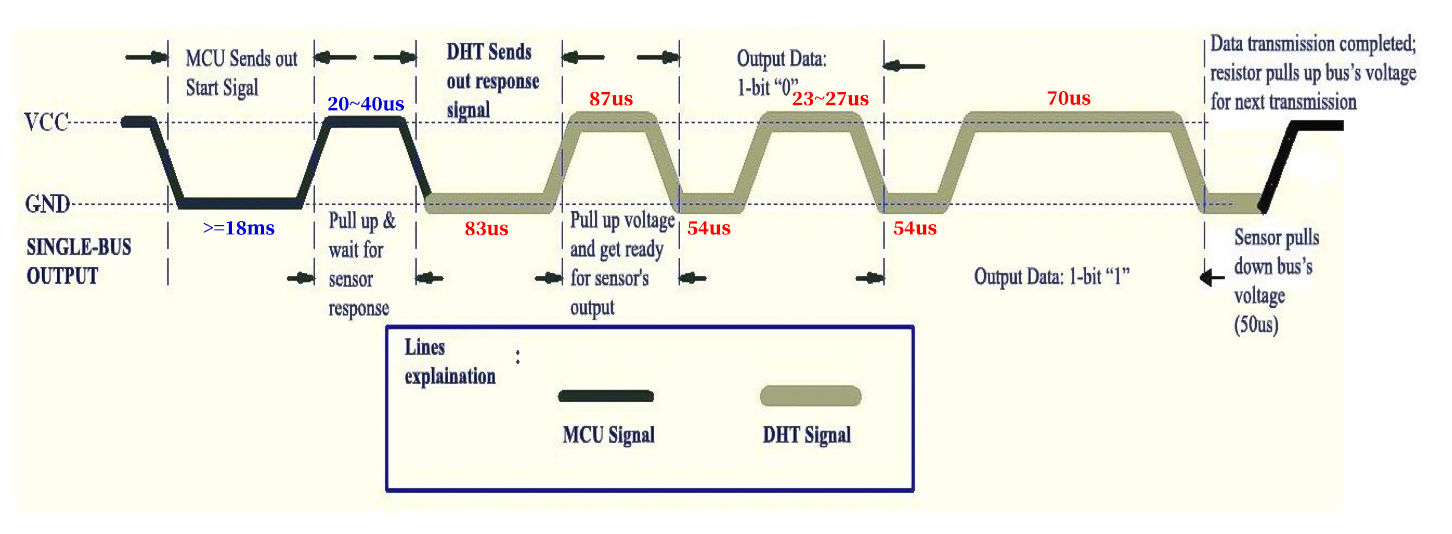 MCU Sends out
Start Sigal
DHT Sends
out response
signal
Output Data:
1-bit “0”
Data transmission completed;
resistor pulls up bus’s voltage
for next transmission
20~40us
87us
23~27us
70us
VCC
GND
>=18ms
83us
54us
54us
SINGLE-BUS
OUTPUT
Pull up &
wait for
sensor
response
Pull up voltage
and get ready
for sensor's
output
Output Data: 1-bit “1”
Sensor pulls
down bus’s
voltage
(50us)
Lines :
explaination
MCU Signal
DHT Signal